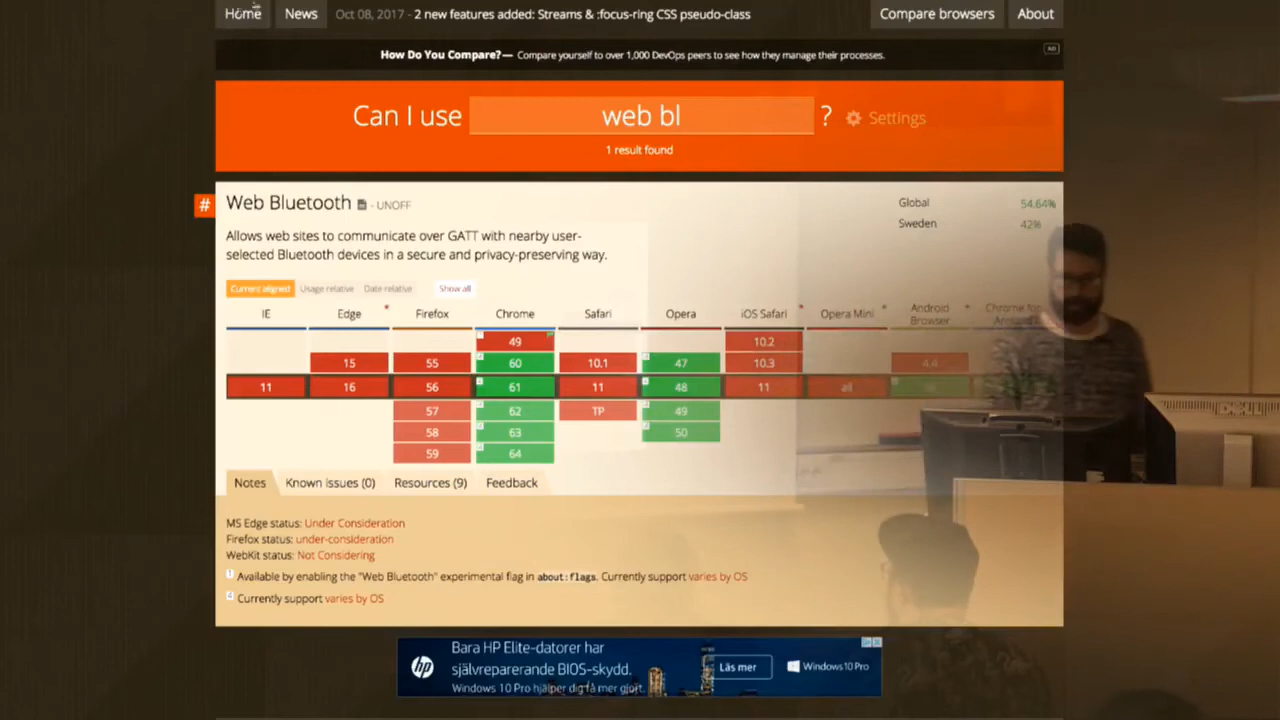 Home News Oct 08, 2017 - 2 new features added: Streams & :focus-ring CSS pseudo-class Compare browsers About
How Do You Compare?— Compare yourself to over 1,000 DevOps peers to see how they manage their processes.
AD
Can I use web bl ? Settings
1 result found
# Web Bluetooth - UNOFF
Global 54.64%
Sweden 42%
Allows web sites to communicate over GATT with nearby user-
selected Bluetooth devices in a secure and privacy-preserving way.
Current aligned Usage relative Date relative Show all
IE Edge * Firefox Chrome Safari Opera iOS Safari * Opera Mini * Android Browser * Chrome for
49 10.2
15 55 60 10.1 47 10.3 4.4
11 16 56 61 11 48 11 all
57 62 TP 49
58 63 50
59 64
Notes Known issues (0) Resources (9) Feedback
MS Edge status: Under Consideration
Firefox status: under-consideration
WebKit status: Not Considering
1 Available by enabling the "Web Bluetooth" experimental flag in about:flags. Currently support varies by OS
Currently support varies by OS
Bara HP Elite-datorer har
självreparerande BIOS-skydd.
Windows 10 Pro hjälper dig få mer gjort.
hp
Läs mer
Windows 10 Pro
DELL